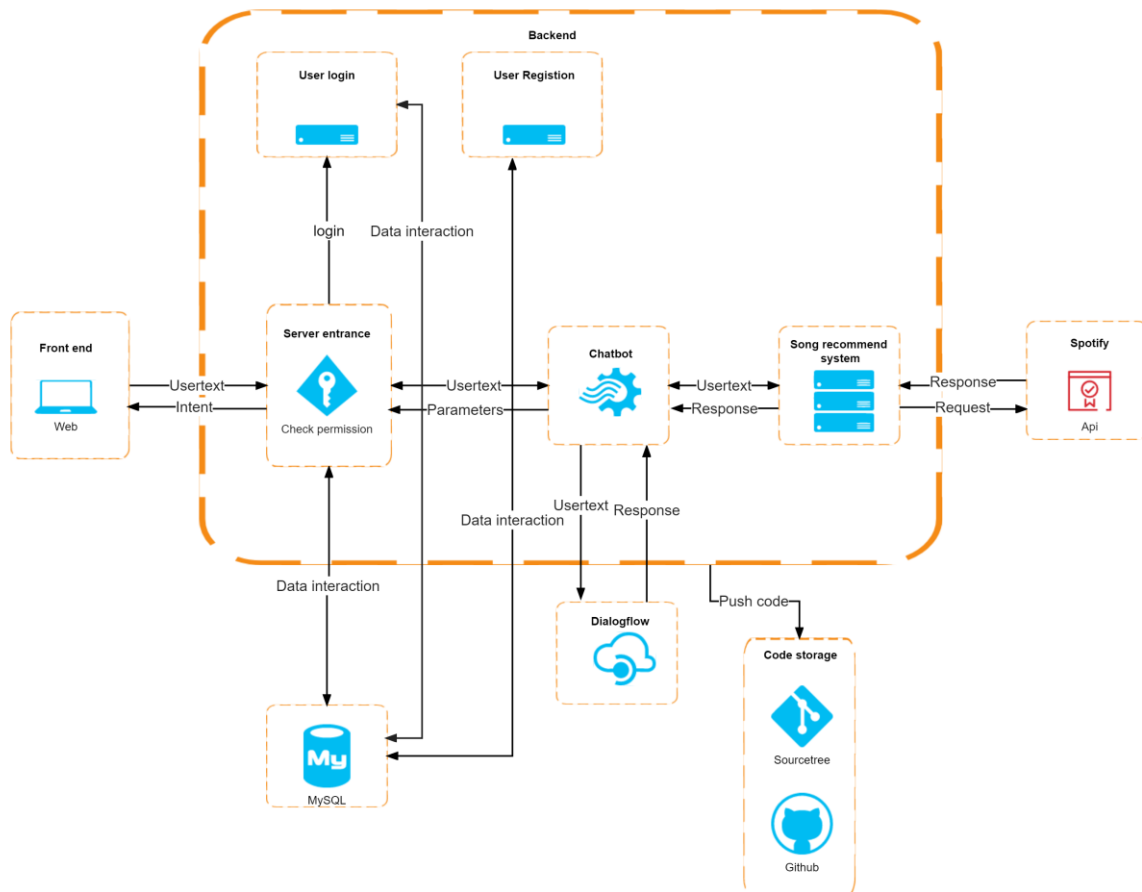 Backend
User login
User Registion
login
Data interaction
Front end
Web
Usertext
Intent
Server entrance
Check permission
Usertext
Parameters
Chatbot
Usertext
Response
Song recommend
system
Response
Request
Spotify
Api
Usertext
Response
Data interaction
Data interaction
Push code
Dialogflow
Code storage
Sourcetree
Github
My
MySQL